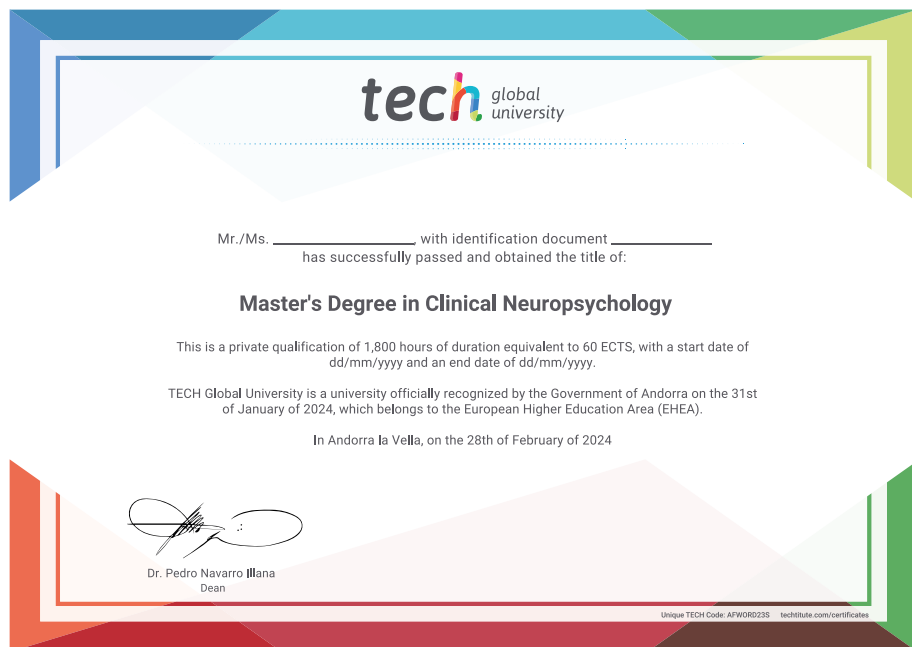 tech global university
Mr./Ms. ____________________, with identification document ______________
has successfully passed and obtained the title of:
Master's Degree in Clinical Neuropsychology
This is a private qualification of 1,800 hours of duration equivalent to 60 ECTS, with a start date of
dd/mm/yyyy and an end date of dd/mm/yyyy.
TECH Global University is a university officially recognized by the Government of Andorra on the 31st
of January of 2024, which belongs to the European Higher Education Area (EHEA).
In Andorra la Vella, on the 28th of February of 2024
Dr. Pedro Navarro Illana
Dean
Unique TECH Code: AFWORD23S techtitute.com/certificates